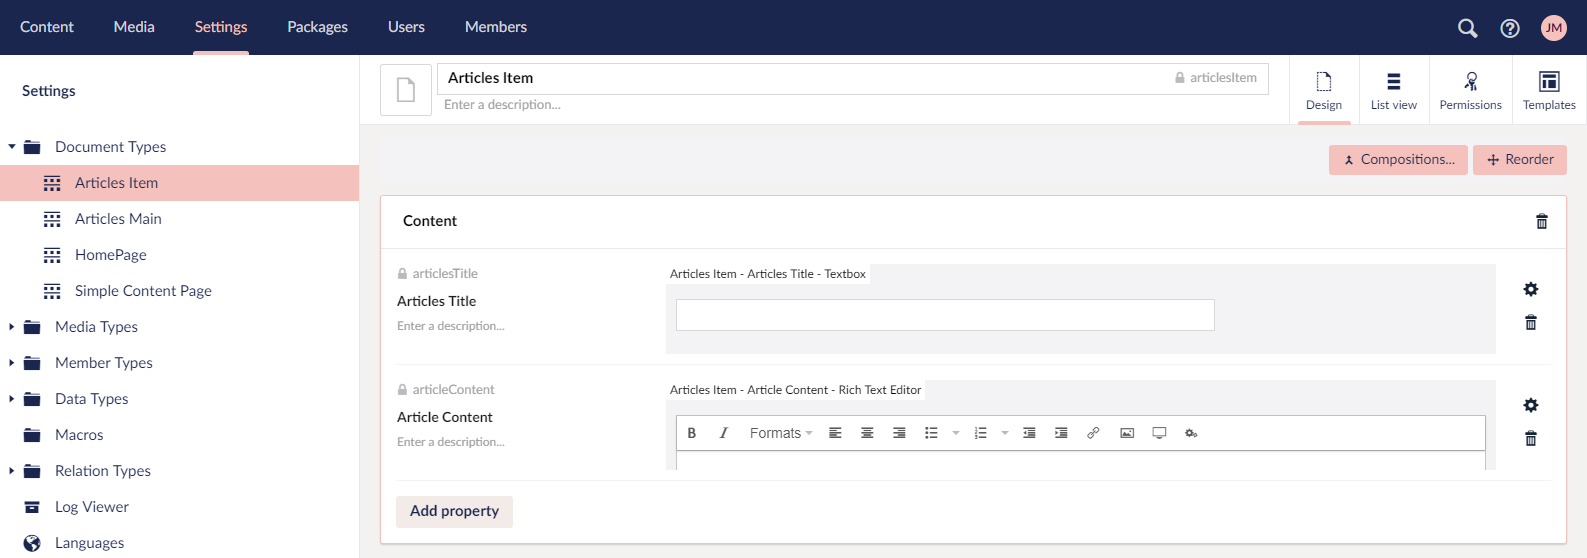 Content Media Settings Packages Users Members JM
Settings
Document Types
Articles Item
Articles Main
HomePage
Simple Content Page
Media Types
Member Types
Data Types
Macros
Relation Types
Log Viewer
Languages
Articles Item articlesItem
Enter a description...
Design List view Permissions Templates
Compositions... Reorder
Content
articlesTitle
Articles Title
Enter a description...
Articles Item - Articles Title - Textbox
articleContent
Article Content
Enter a description...
Articles Item - Article Content - Rich Text Editor
B I Formats
Add property